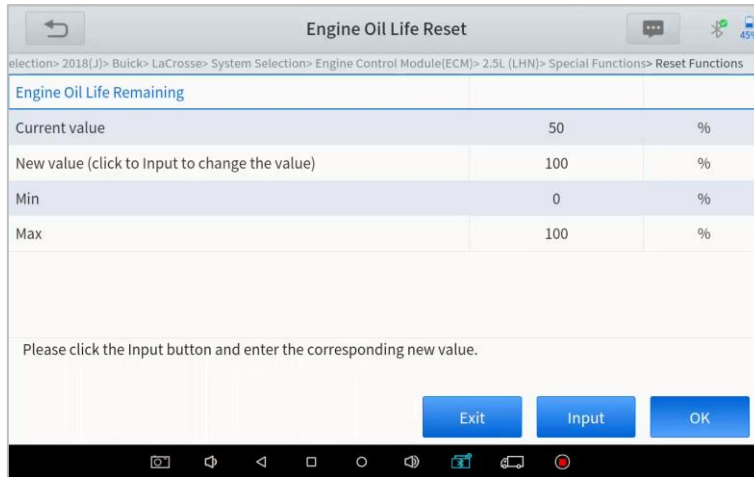 Engine Oil Life Reset
45%
election> 2018(J)> Buick> LaCrosse> System Selection> Engine Control Module(ECM)> 2.5L (LHN)> Special Functions> Reset Functions
Engine Oil Life Remaining
Current value 50 %
New value (click to Input to change the value) 100 %
Min 0 %
Max 100 %
Please click the Input button and enter the corresponding new value.
Exit Input OK